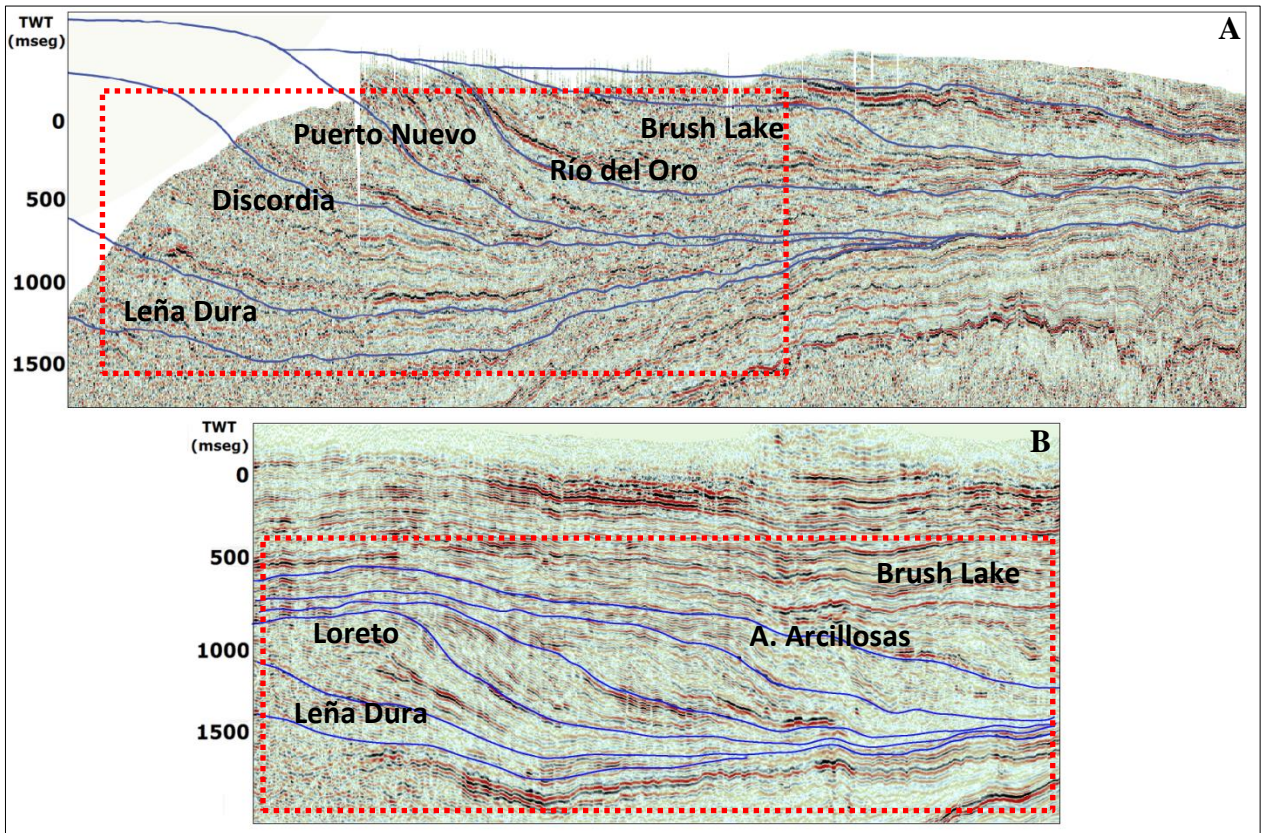 TWT
(mseg)
A
0
Puerto Nuevo
Brush Lake
Río del Oro
500
Discordia
1000
Leña Dura
1500
TWT
(mseg)
B
0
500
Brush Lake
Loreto
A. Arcillosas
1000
Leña Dura
1500